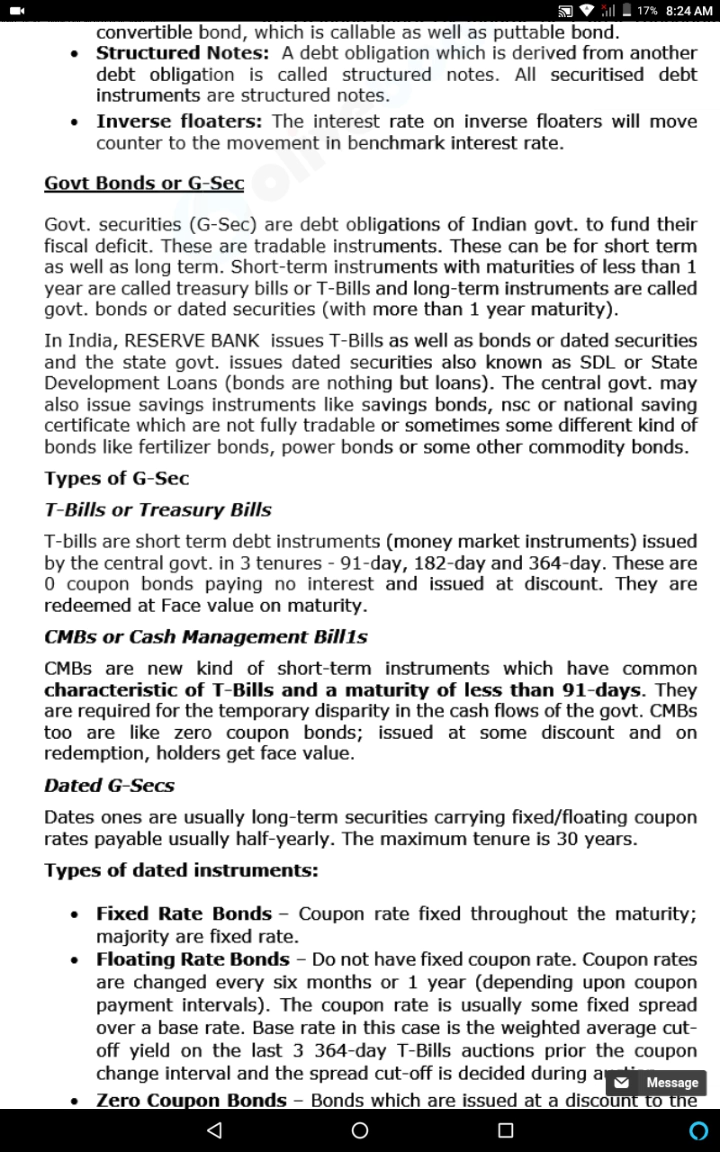 17% 8:24 AM
convertible bond, which is callable as well as puttable bond.
• Structured Notes: A debt obligation which is derived from another
debt obligation is called structured notes. All securitised debt
instruments are structured notes.
• Inverse floaters: The interest rate on inverse floaters will move
counter to the movement in benchmark interest rate.
Govt Bonds or G-Sec
Govt. securities (G-Sec) are debt obligations of Indian govt. to fund their
fiscal deficit. These are tradable instruments. These can be for short term
as well as long term. Short-term instruments with maturities of less than 1
year are called treasury bills or T-Bills and long-term instruments are called
govt. bonds or dated securities (with more than 1 year maturity).
In India, RESERVE BANK issues T-Bills as well as bonds or dated securities
and the state govt. issues dated securities also known as SDL or State
Development Loans (bonds are nothing but loans). The central govt. may
also issue savings instruments like savings bonds, nsc or national saving
certificate which are not fully tradable or sometimes some different kind of
bonds like fertilizer bonds, power bonds or some other commodity bonds.
Types of G-Sec
T-Bills or Treasury Bills
T-bills are short term debt instruments (money market instruments) issued
by the central govt. in 3 tenures - 91-day, 182-day and 364-day. These are
0 coupon bonds paying no interest and issued at discount. They are
redeemed at Face value on maturity.
CMBs or Cash Management Bill1s
CMBs are new kind of short-term instruments which have common
characteristic of T-Bills and a maturity of less than 91-days. They
are required for the temporary disparity in the cash flows of the govt. CMBs
too are like zero coupon bonds; issued at some discount and on
redemption, holders get face value.
Dated G-Secs
Dates ones are usually long-term securities carrying fixed/floating coupon
rates payable usually half-yearly. The maximum tenure is 30 years.
Types of dated instruments:
• Fixed Rate Bonds – Coupon rate fixed throughout the maturity;
majority are fixed rate.
• Floating Rate Bonds – Do not have fixed coupon rate. Coupon rates
are changed every six months or 1 year (depending upon coupon
payment intervals). The coupon rate is usually some fixed spread
over a base rate. Base rate in this case is the weighted average cut-
off yield on the last 3 364-day T-Bills auctions prior the coupon
change interval and the spread cut-off is decided during
Message
• Zero Coupon Bonds – Bonds which are issued at a discount to the